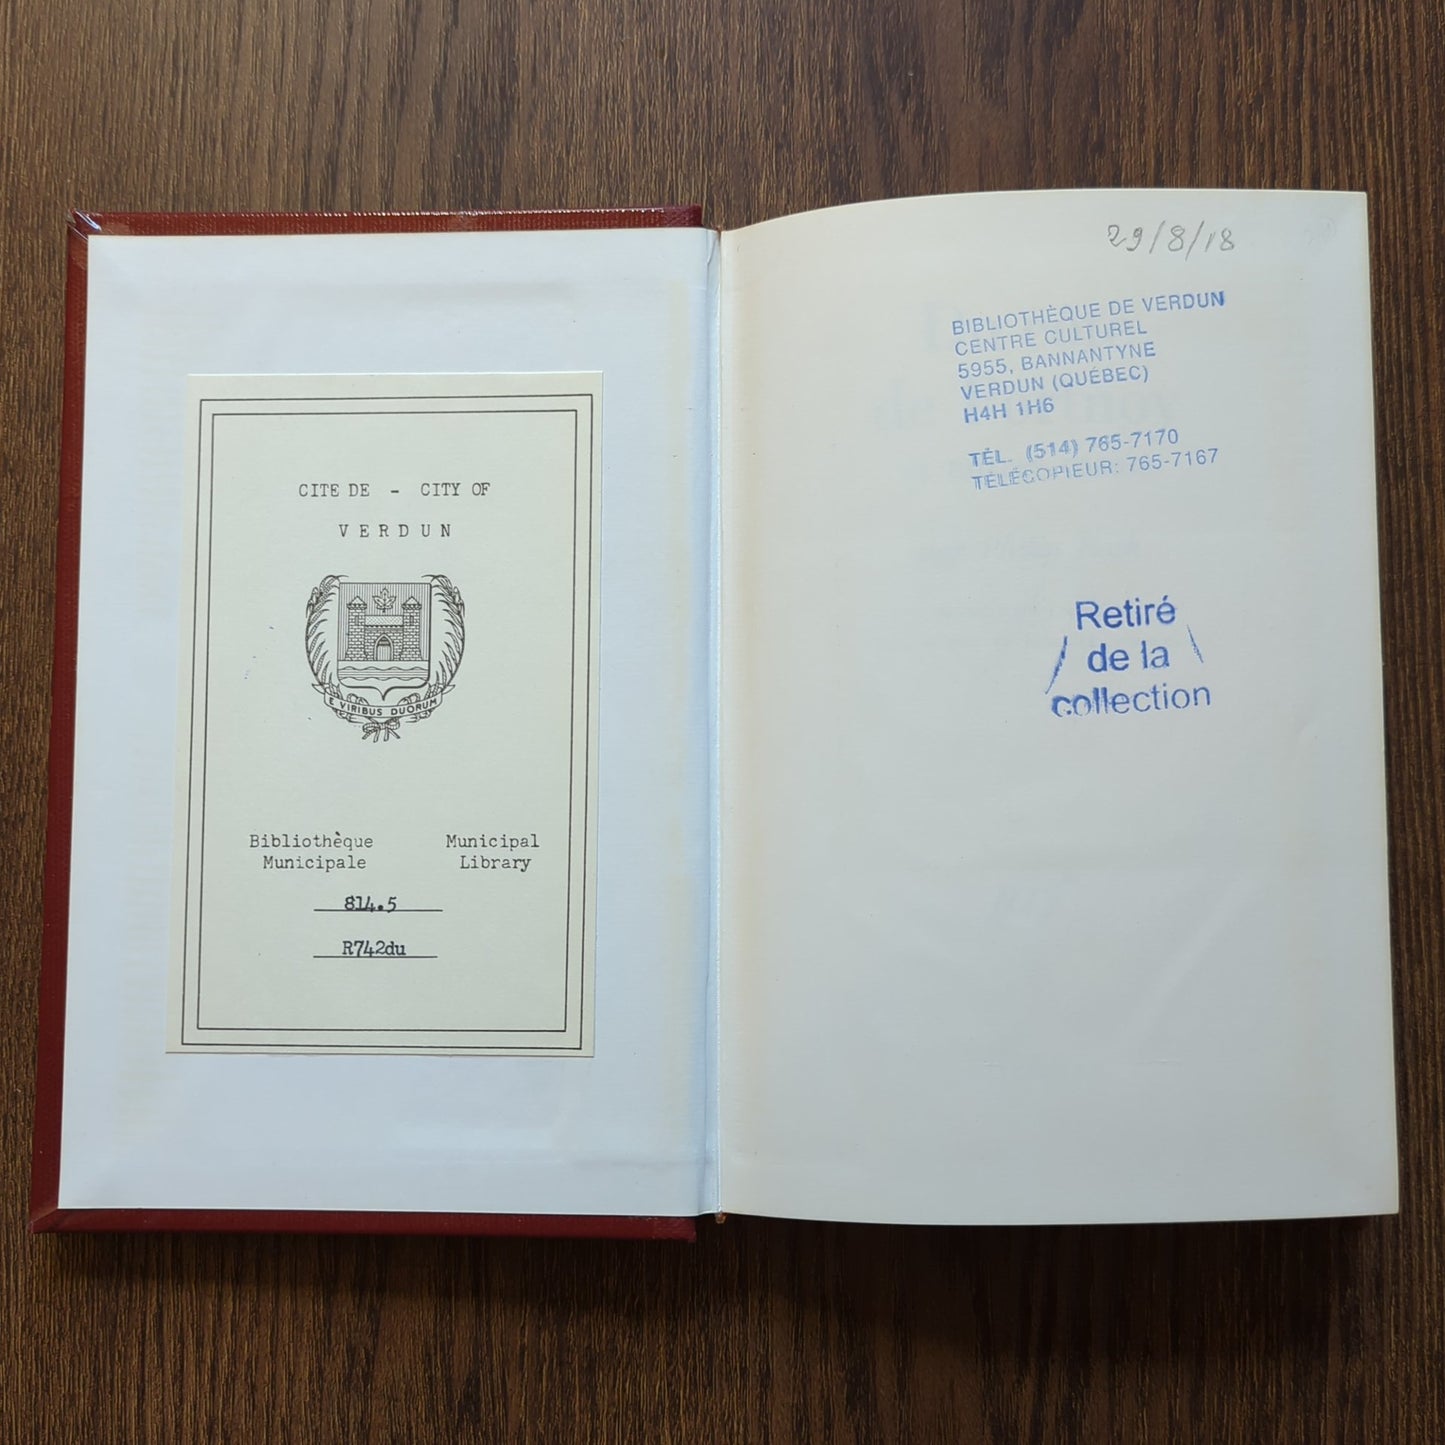 CITE DE - CITY OF
VERDUN
E VIRIBUS DUORUM
Bibliothèque
Municipale
Municipal
Library
814.5
R742du
29/8/18
BIBLIOTHÈQUE DE VERDUN
CENTRE CULTUREL
5955, BANNANTYNE
VERDUN (QUÉBEC)
H4H 1H6
TÉL. (514) 765-7170
TÉLÉCOPIEUR: 765-7167
Retiré
de la
collection